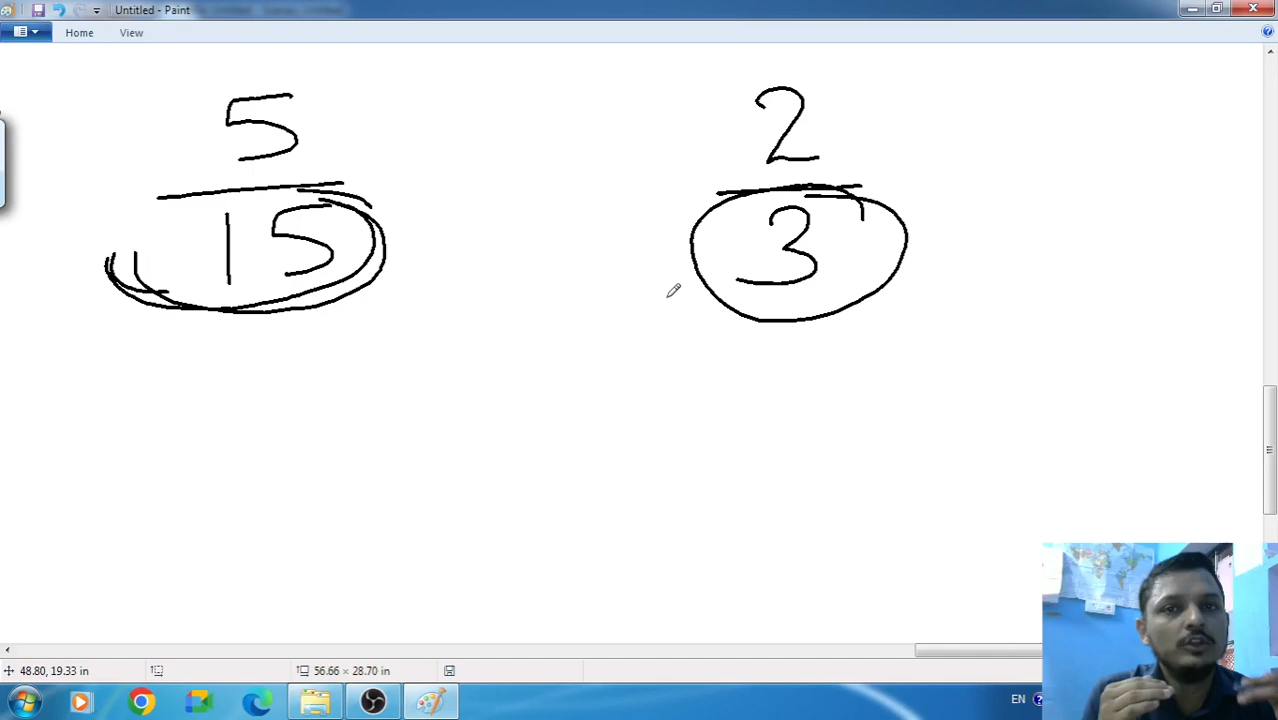 Untitled - Paint
Home View
5 2
15 3
48.80, 19.33 in 56.66 × 28.70 in
EN